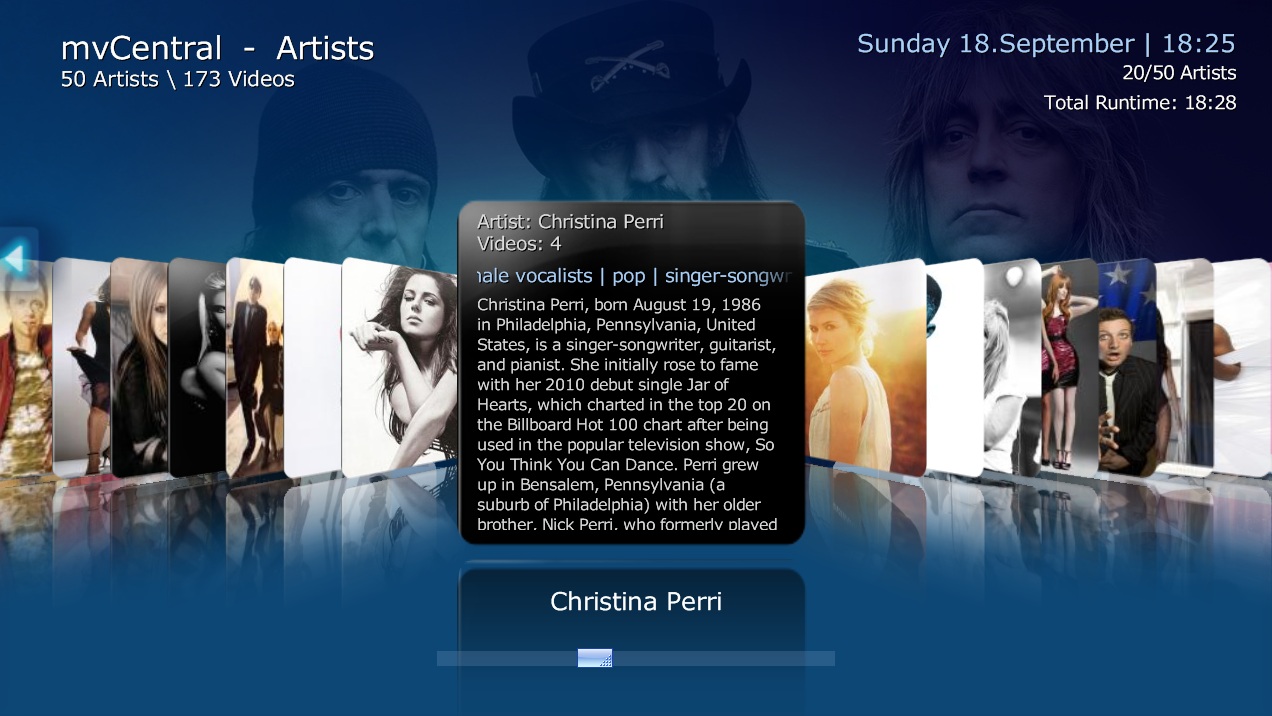 mvCentral - Artists
50 Artists \ 173 Videos
Sunday 18.September | 18:25
20/50 Artists
Total Runtime: 18:28
Artist: Christina Perri
Videos: 4
ale vocalists | pop | singer-songwr
Christina Perri, born August 19, 1986
in Philadelphia, Pennsylvania, United
States, is a singer-songwriter, guitarist,
and pianist. She initially rose to fame
with her 2010 debut single Jar of
Hearts, which charted in the top 20 on
the Billboard Hot 100 chart after being
used in the popular television show, So
You Think You Can Dance. Perri grew
up in Bensalem, Pennsylvania (a
suburb of Philadelphia) with her older
brother, Nick Perri, who formerly played
Christina Perri